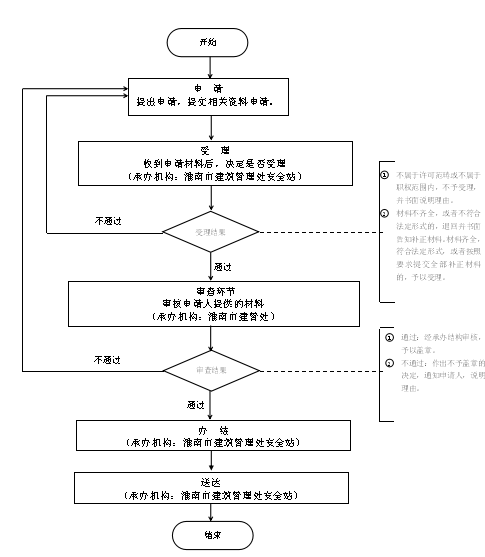 开始
申 请
提出申请，提交相关资料申请。
受 理
收到申请材料后，决定是否受理
（承办机构：淮南市建筑管理处安全站）
不通过
受理结果
通过
① 不属于许可范畴或不属于
职权范围内，不予受理，
并书面说明理由。
② 材料不齐全，或者不符合
法定形式的，退回并书面
告知补正材料，材料齐全，
符合法定形式，或者按照
要求提交全部补正材料
的，予以受理。
审查环节
审核申请人提供的材料
（承办机构：淮南市建管处）
不通过
审查结果
通过
① 通过：经承办结构审核，
予以盖章。
② 不通过：作出不予盖章的
决定，通知申请人，说明
理由。
办 结
（承办机构：淮南市建筑管理处安全站）
送达
（承办机构：淮南市建筑管理处安全站）
结束